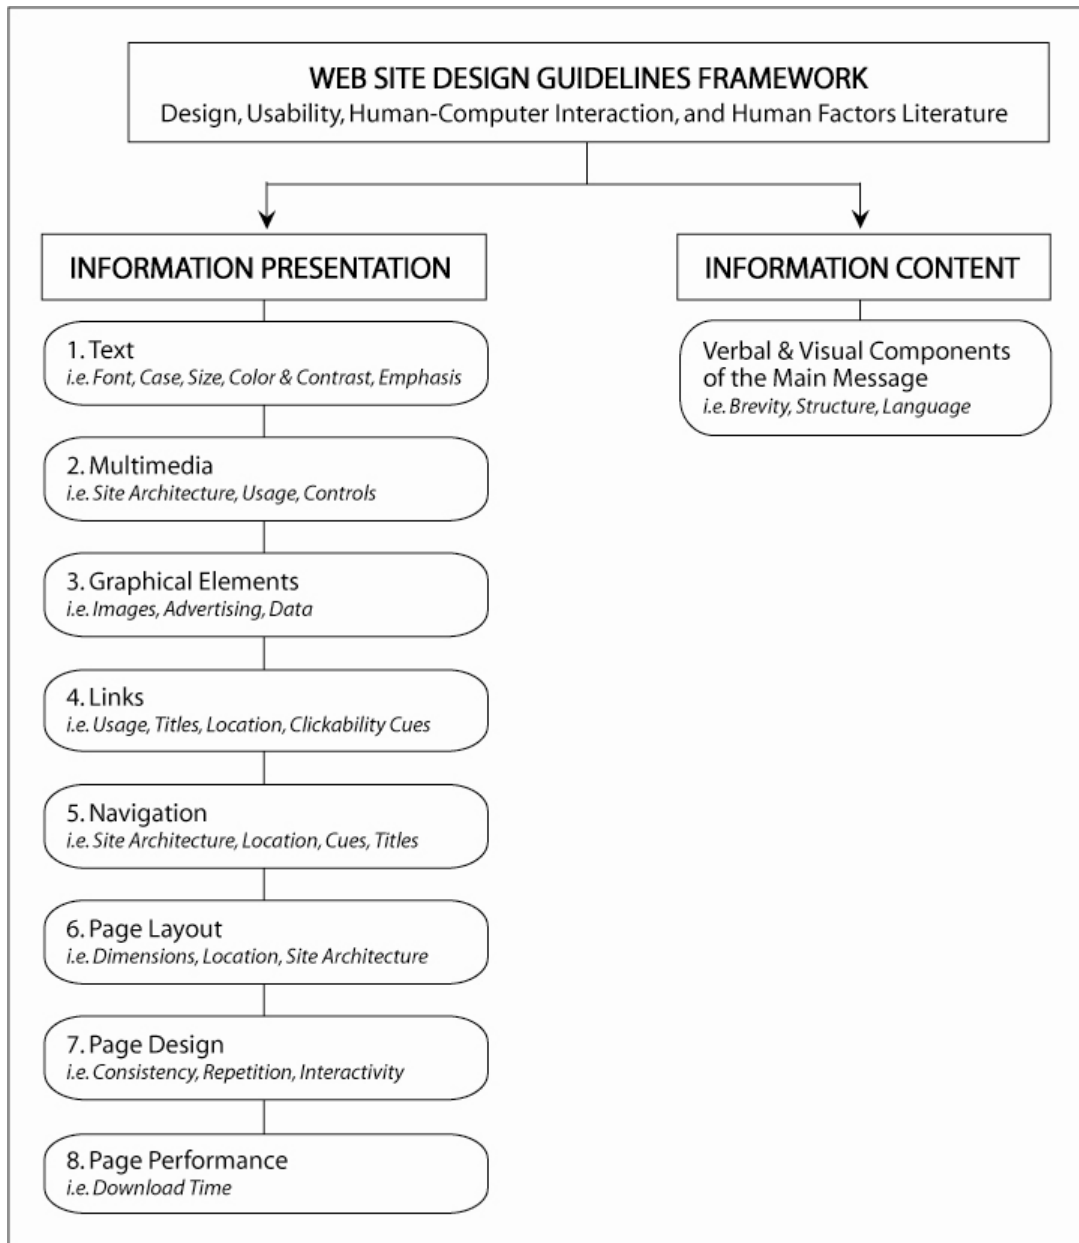 WEB SITE DESIGN GUIDELINES FRAMEWORK
Design, Usability, Human-Computer Interaction, and Human Factors Literature
INFORMATION PRESENTATION
1. Text
i.e. Font, Case, Size, Color & Contrast, Emphasis
2. Multimedia
i.e. Site Architecture, Usage, Controls
3. Graphical Elements
i.e. Images, Advertising, Data
4. Links
i.e. Usage, Titles, Location, Clickability Cues
5. Navigation
i.e. Site Architecture, Location, Cues, Titles
6. Page Layout
i.e. Dimensions, Location, Site Architecture
7. Page Design
i.e. Consistency, Repetition, Interactivity
8. Page Performance
i.e. Download Time
INFORMATION CONTENT
Verbal & Visual Components
of the Main Message
i.e. Brevity, Structure, Language